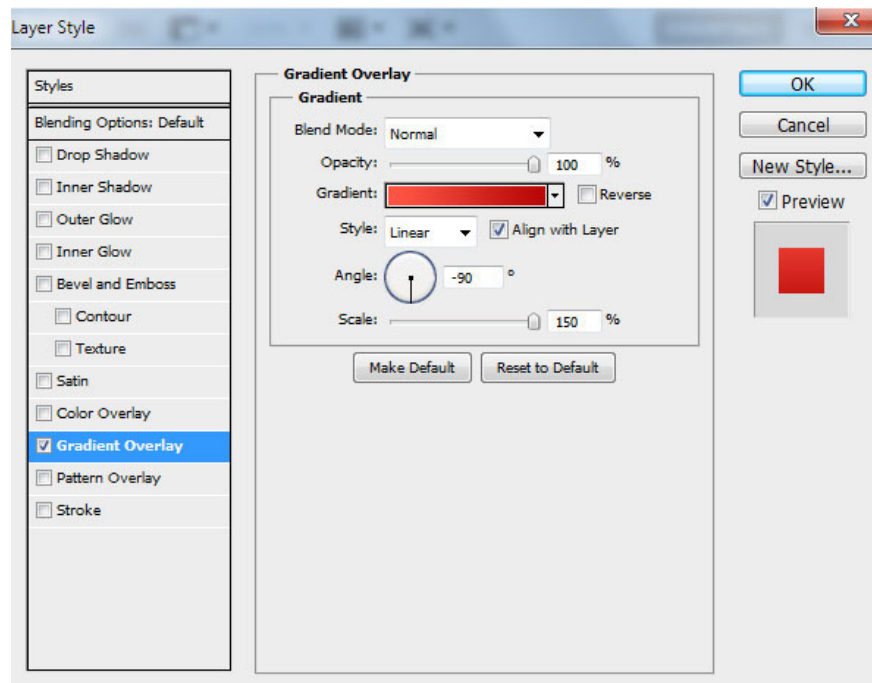 Layer Style
Styles
Blending Options: Default
Drop Shadow
Inner Shadow
Outer Glow
Inner Glow
Bevel and Emboss
Contour
Texture
Satin
Color Overlay
Gradient Overlay
Pattern Overlay
Stroke
Gradient Overlay
Gradient
Blend Mode: Normal
Opacity: 100 %
Gradient: Reverse
Style: Linear Align with Layer
Angle: -90 °
Scale: 150 %
Make Default Reset to Default
OK
Cancel
New Style...
Preview